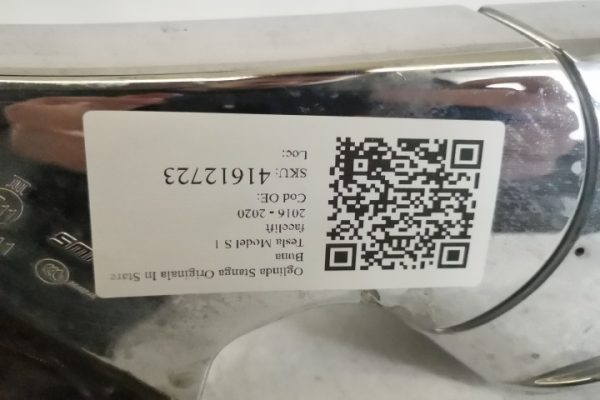 Oglinda Stanga Originala In Stare
Buna
Tesla Model S 1
facelift
2016 - 2020
Cod OE:
SKU: 41612723
Loc: